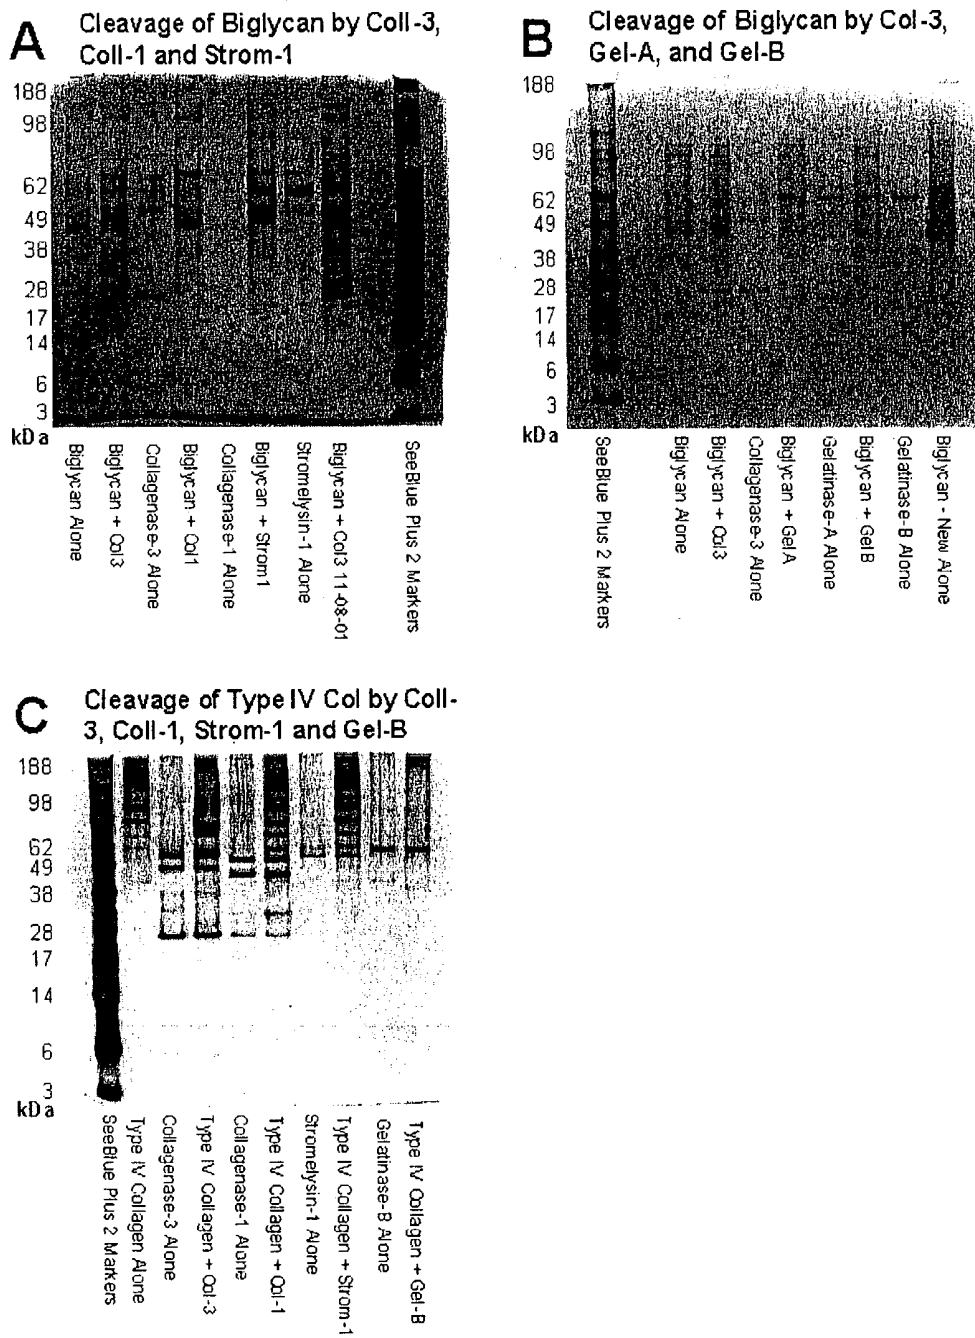 A
Cleavage of Biglycan by Coll-3,
Coll-1 and Strom-1
188
98
62
49
38
28
17
14
6
3
kDa
Biglycan Alone
Biglycan + Col3
Collagenase-3 Alone
Biglycan + Col1
Collagenase-1 Alone
Biglycan + Strom1
Stromelysin-1 Alone
Biglycan + Col3 11-08-01
SeeBlue Plus 2 Markers
B
Cleavage of Biglycan by Col-3,
Gel-A, and Gel-B
188
98
62
49
38
28
17
14
6
3
kDa
SeeBlue Plus 2 Markers
Biglycan Alone
Biglycan + Col3
Collagenase-3 Alone
Biglycan + Gel A
Gelatinase-A Alone
Biglycan + Gel B
Gelatinase-B Alone
Biglycan - New Alone
C
Cleavage of Type IV Col by Coll-
3, Coll-1, Strom-1 and Gel-B
188
98
62
49
38
28
17
14
6
3
kDa
SeeBlue Plus 2 Markers
Type IV Collagen Alone
Collagenase-3 Alone
Type IV Collagen + Col-3
Collagenase-1 Alone
Type IV Collagen + Col-1
Stromelysin-1 Alone
Type IV Collagen + Strom-1
Gelatinase-B Alone
Type IV Collagen + Gel-B